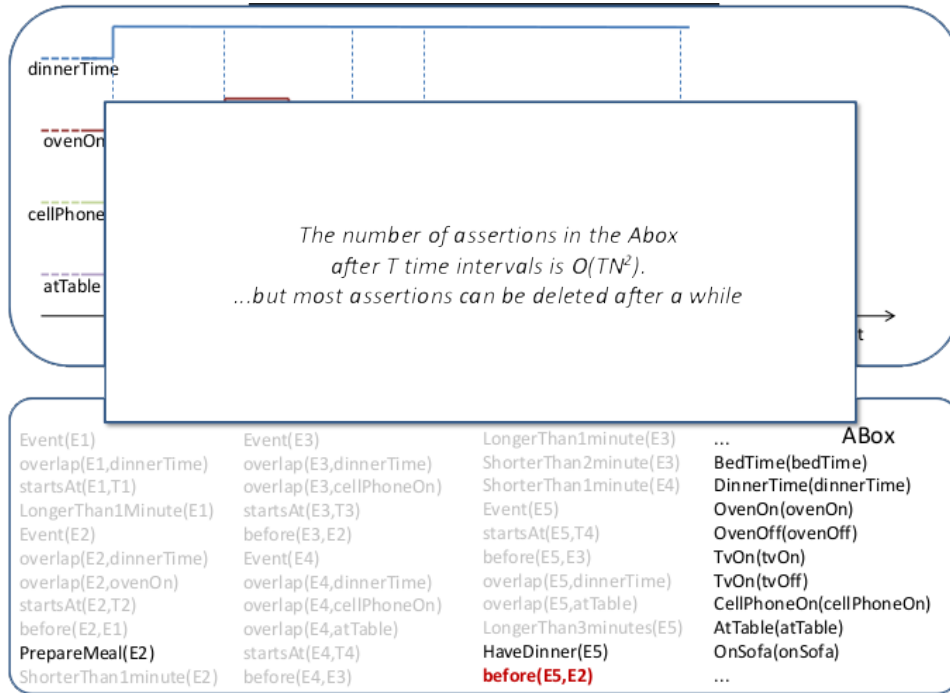 dinnerTime
ovenOn
cellPhone
atTable
The number of assertions in the Abox
after T time intervals is O(TN²).
...but most assertions can be deleted after a while
t
ABox
Event(E1)
overlap(E1,dinnerTime)
startsAt(E1,T1)
LongerThan1Minute(E1)
Event(E2)
overlap(E2,dinnerTime)
overlap(E2,ovenOn)
startsAt(E2,T2)
before(E2,E1)
PrepareMeal(E2)
ShorterThan1minute(E2)
Event(E3)
overlap(E3,dinnerTime)
overlap(E3,cellPhoneOn)
startsAt(E3,T3)
before(E3,E2)
Event(E4)
overlap(E4,dinnerTime)
overlap(E4,cellPhoneOn)
overlap(E4,atTable)
startsAt(E4,T4)
before(E4,E3)
LongerThan1minute(E3)
ShorterThan2minute(E3)
ShorterThan1minute(E4)
Event(E5)
startsAt(E5,T4)
before(E5,E3)
overlap(E5,dinnerTime)
overlap(E5,atTable)
LongerThan3minutes(E5)
HaveDinner(E5)
before(E5,E2)
...
BedTime(bedTime)
DinnerTime(dinnerTime)
OvenOn(ovenOn)
OvenOff(ovenOff)
TvOn(tvOn)
TvOn(tvOff)
CellPhoneOn(cellPhoneOn)
AtTable(atTable)
OnSofa(onSofa)
...